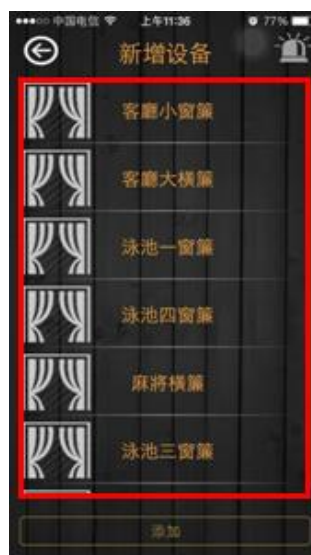 中国电信 上午11:36 77%
新增设备
客廳小窗簾
客廳大橫簾
泳池一窗簾
泳池四窗簾
麻將橫簾
泳池三窗簾
添加